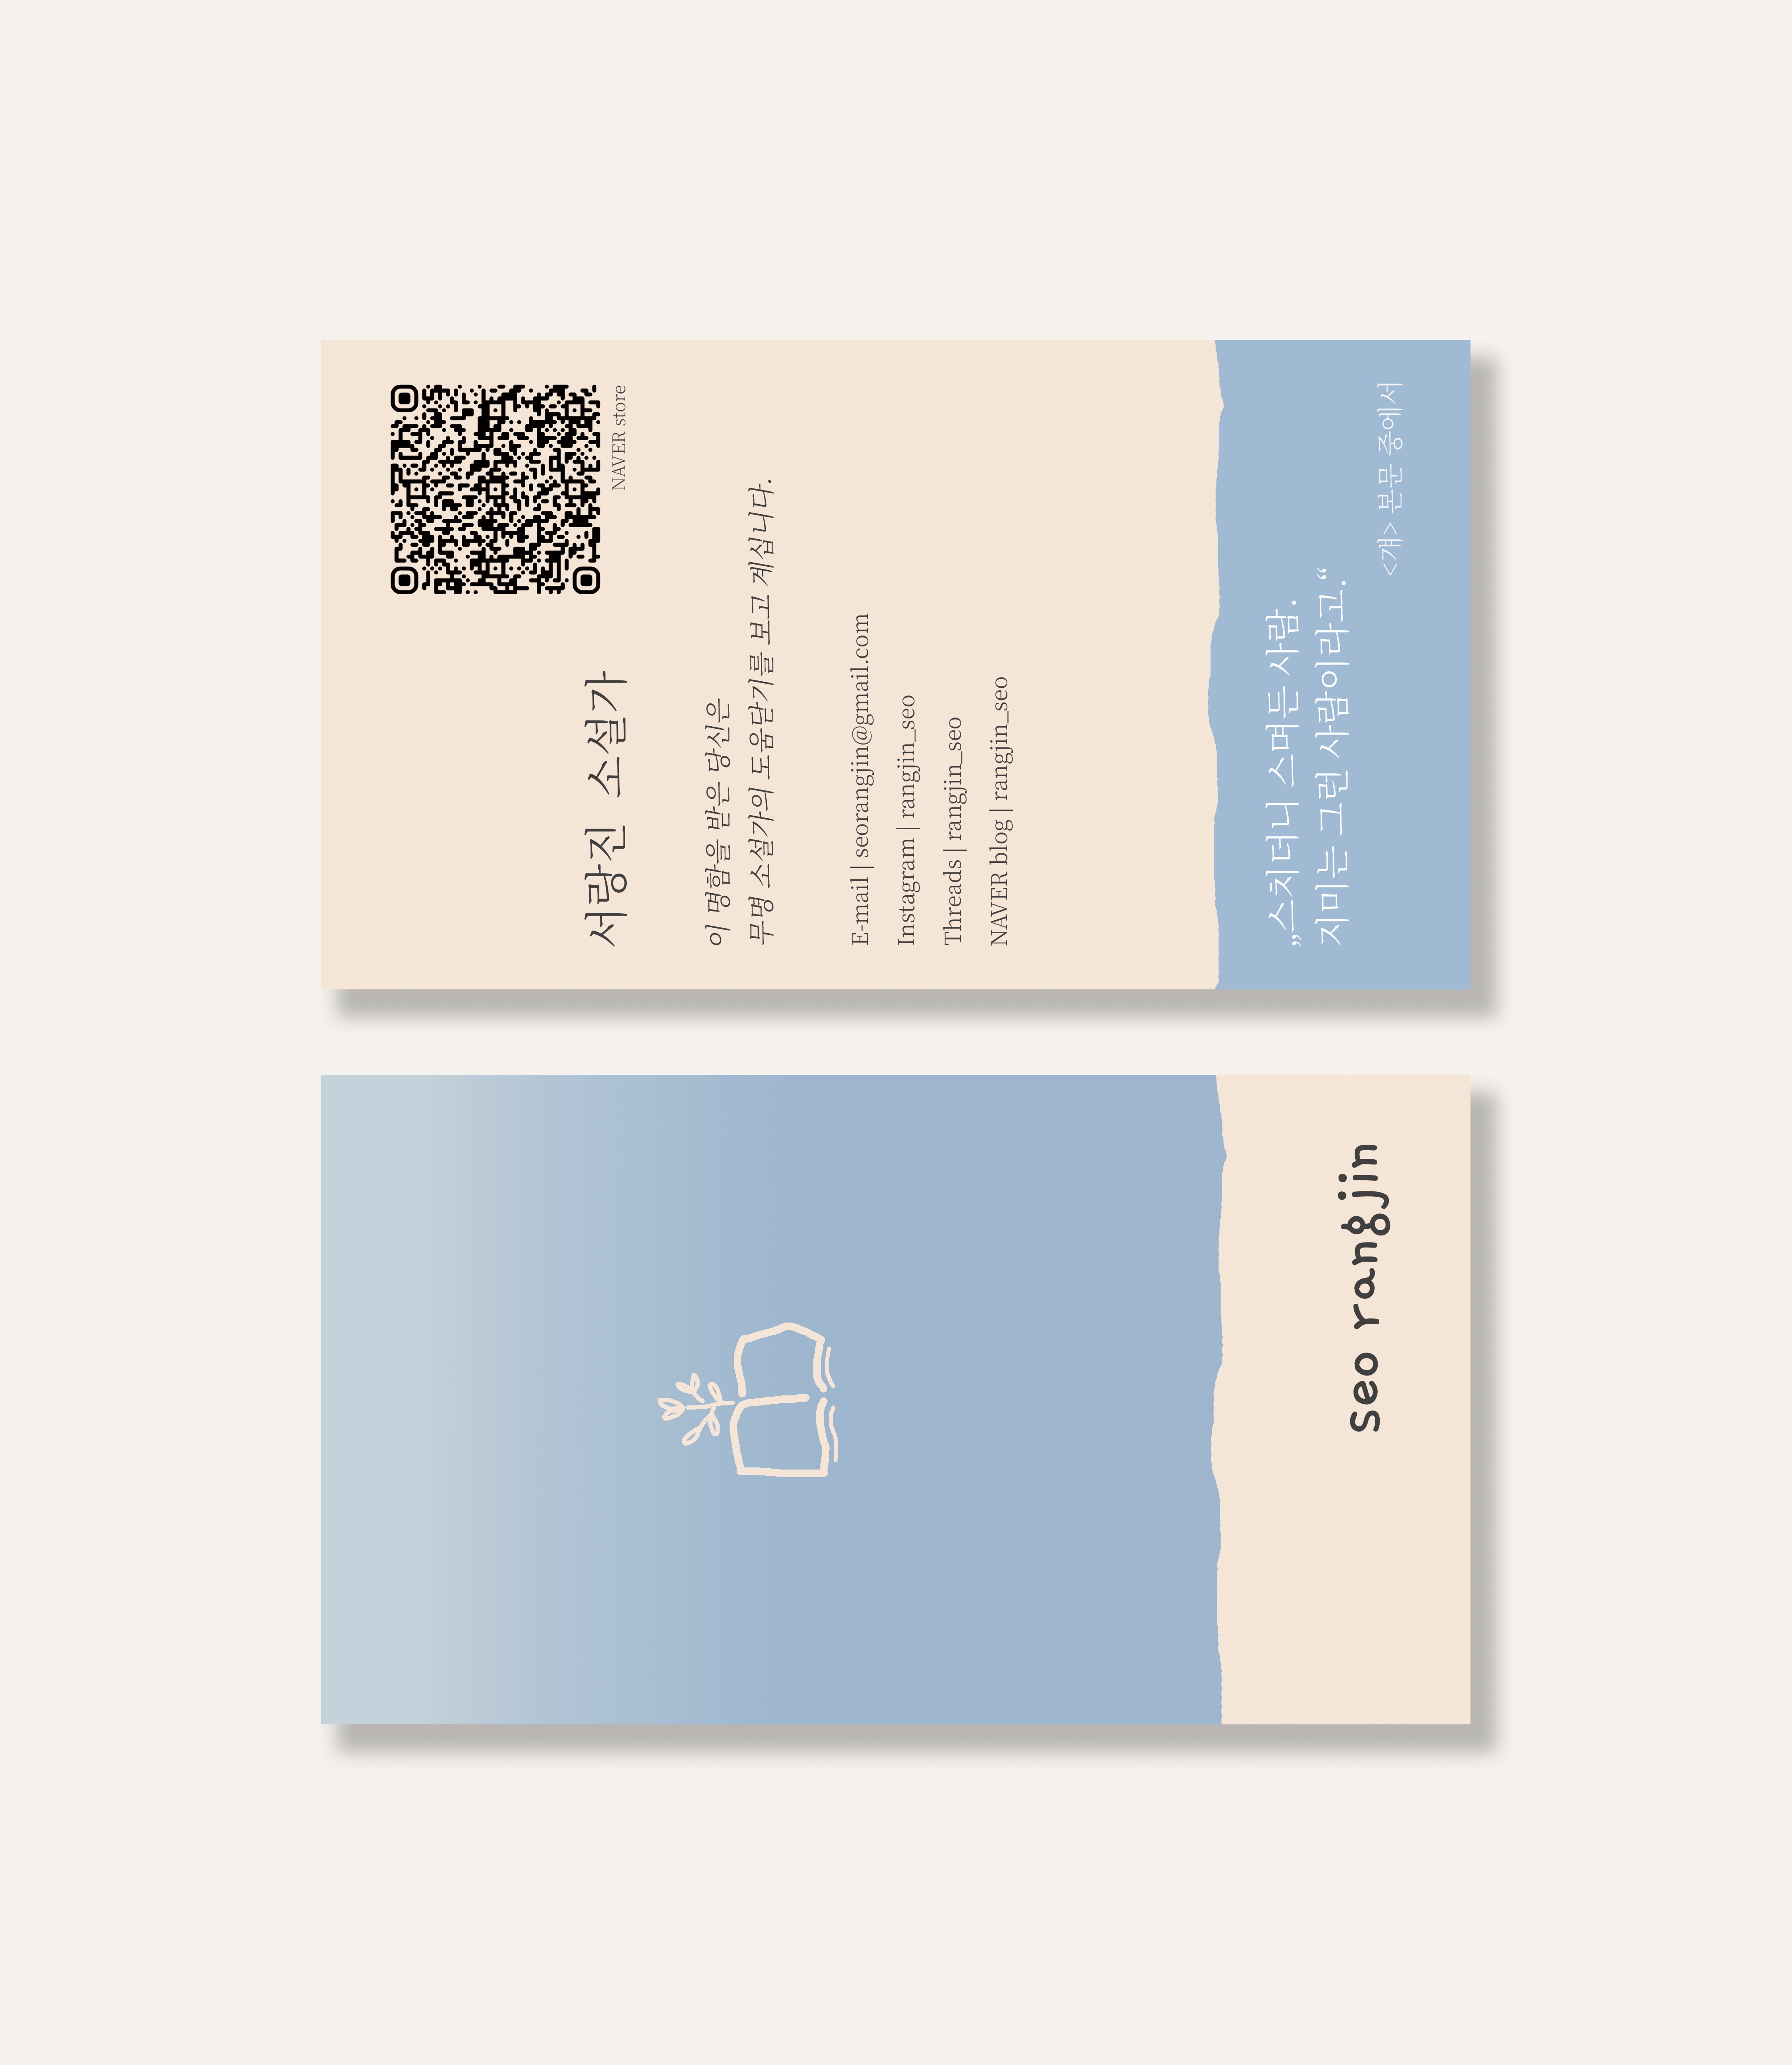 NAVER store
서랑진 소설가
이 명함을 받은 당신은
무명 소설가의 도움닫기를 보고 계십니다.
E-mail | seorangjin@gmail.com
Instagram | rangjin_seo
Threads | rangjin_seo
NAVER blog | rangjin_seo
„스치더니 스며든 사람.
지미는 그런 사람이라고.“
<걔> 본문 중에서
seo rangjin